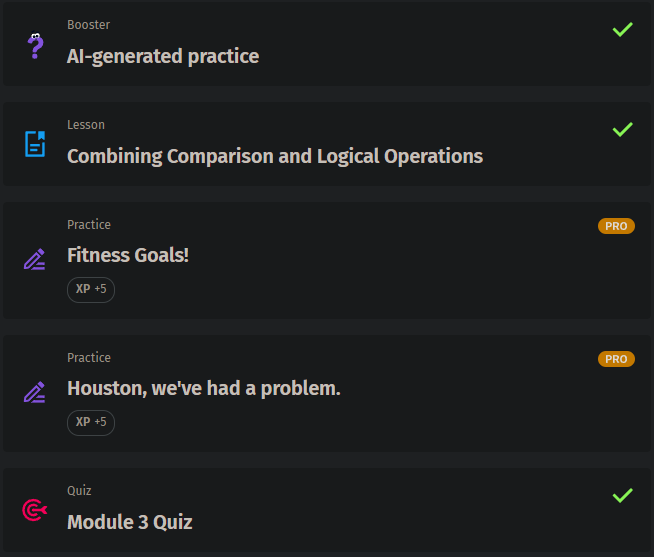 Booster
AI-generated practice
Lesson
Combining Comparison and Logical Operations
Practice
PRO
Fitness Goals!
XP +5
Practice
PRO
Houston, we've had a problem.
XP +5
Quiz
Module 3 Quiz